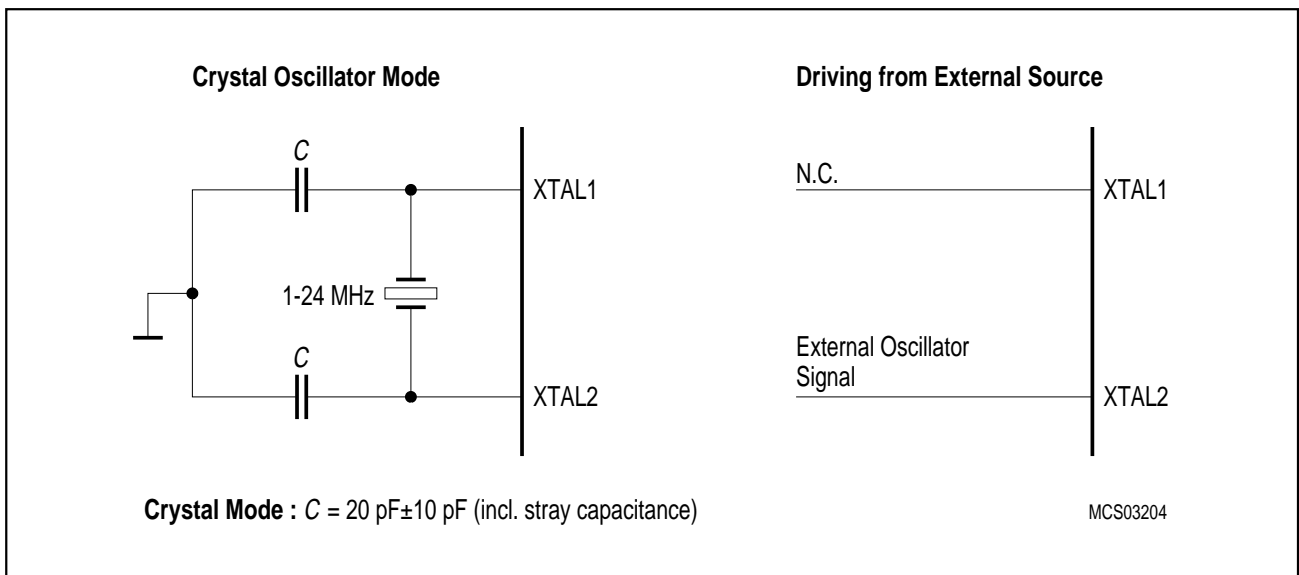 Crystal Oscillator Mode
C
XTAL1
1-24 MHz
C
XTAL2
Driving from External Source
N.C.
XTAL1
External Oscillator
Signal
XTAL2
Crystal Mode : C = 20 pF±10 pF (incl. stray capacitance)
MCS03204